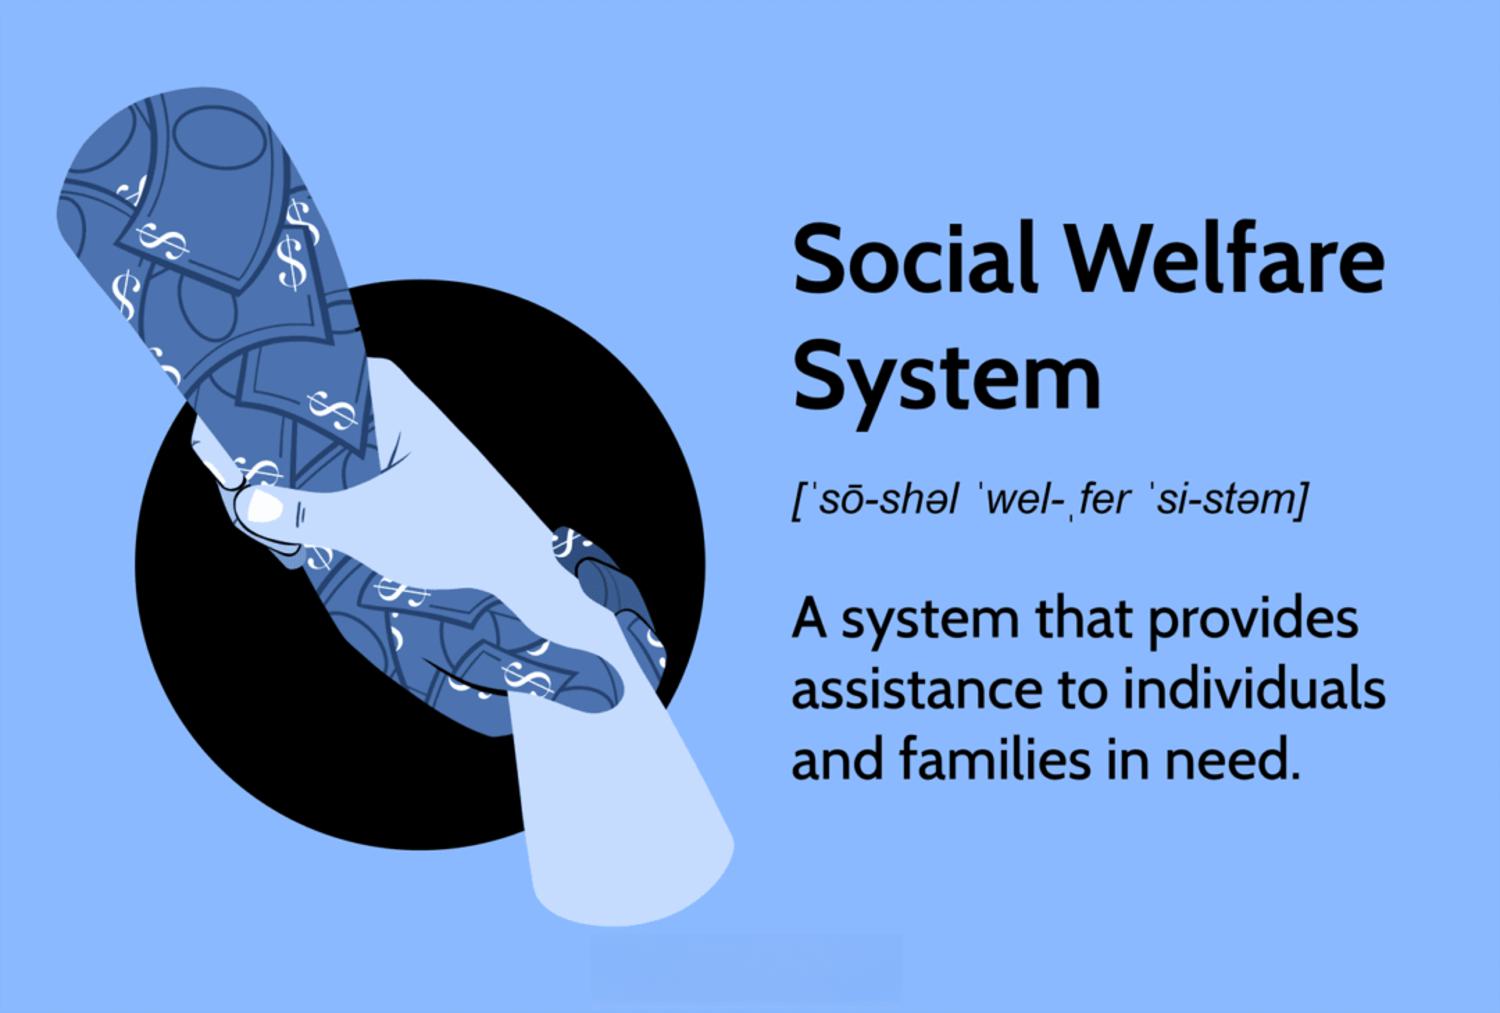 Social Welfare
System
[ˈsō-shəl ˈwel-ˌfer ˈsi-stəm]
A system that provides
assistance to individuals
and families in need.